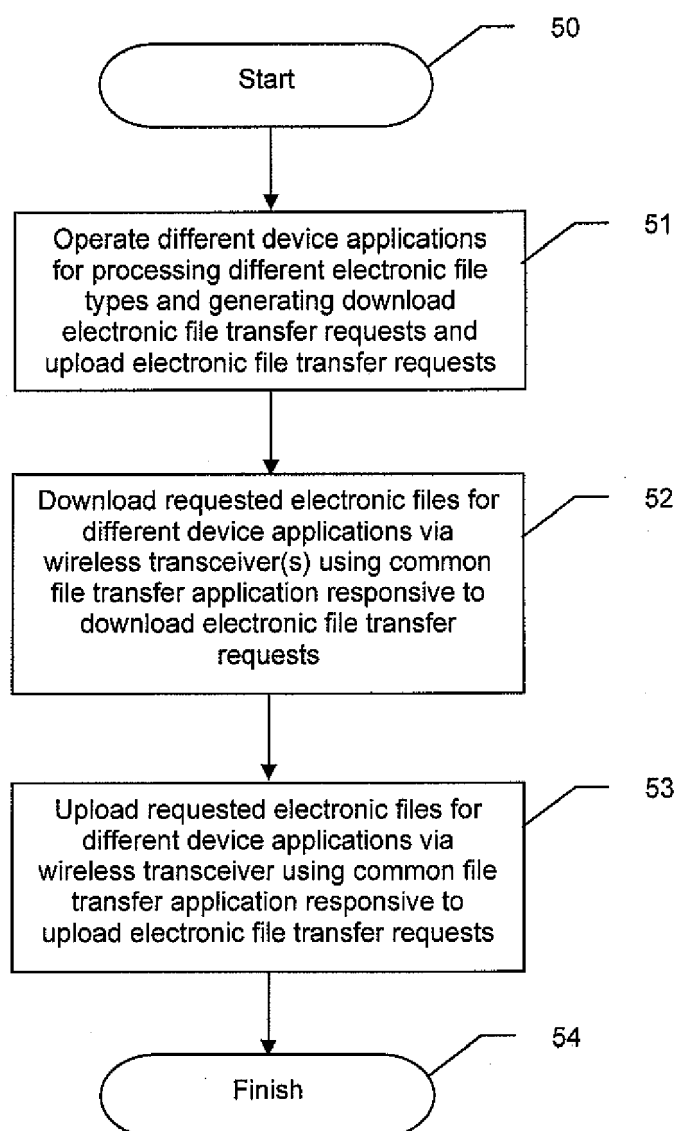 50
Start
51
Operate different device applications
for processing different electronic file
types and generating download
electronic file transfer requests and
upload electronic file transfer requests
52
Download requested electronic files for
different device applications via
wireless transceiver(s) using common
file transfer application responsive to
download electronic file transfer
requests
53
Upload requested electronic files for
different device applications via
wireless transceiver using common file
transfer application responsive to
upload electronic file transfer requests
54
Finish